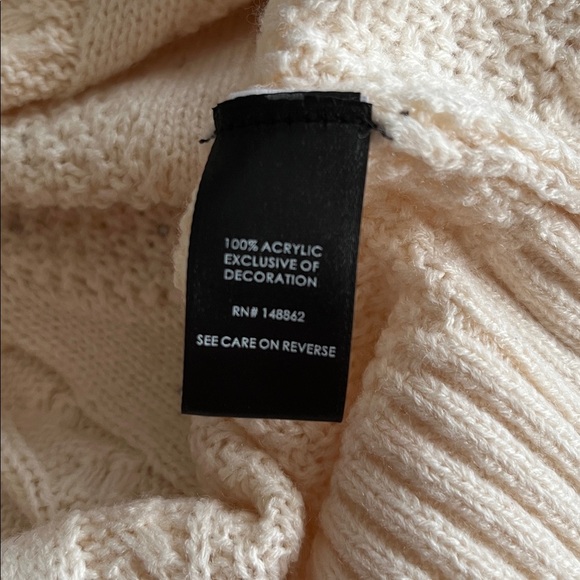 100% ACRYLIC
EXCLUSIVE OF
DECORATION
RN# 148862
SEE CARE ON REVERSE